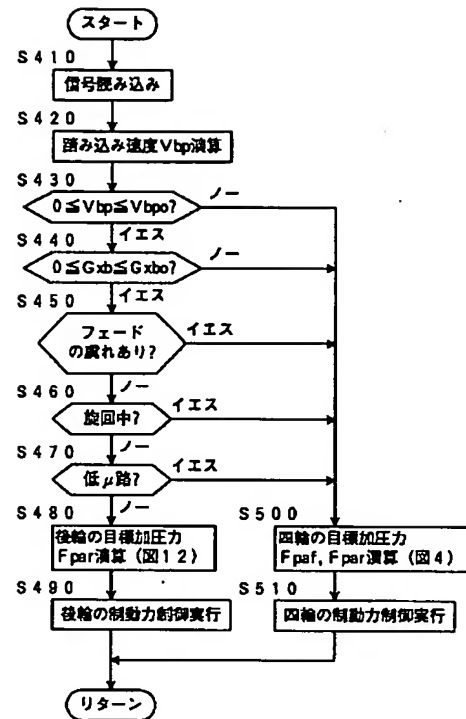 スタート
S410
信号読み込み
S420
踏み込み速度Vbp演算
S430
0≦Vbp≦Vbpo?
ノー
イエス
S440
0≦Gxb≦Gxbo?
ノー
イエス
S450
フェード
の虞れあり?
イエス
ノー
S460
旋回中?
イエス
ノー
S470
低μ路?
イエス
ノー
S480
後輪の目標加圧力
Fpar演算(図12)
S500
四輪の目標加圧力
Fpaf, Fpar演算(図4)
S490
後輪の制動力制御実行
S510
四輪の制動力制御実行
リターン